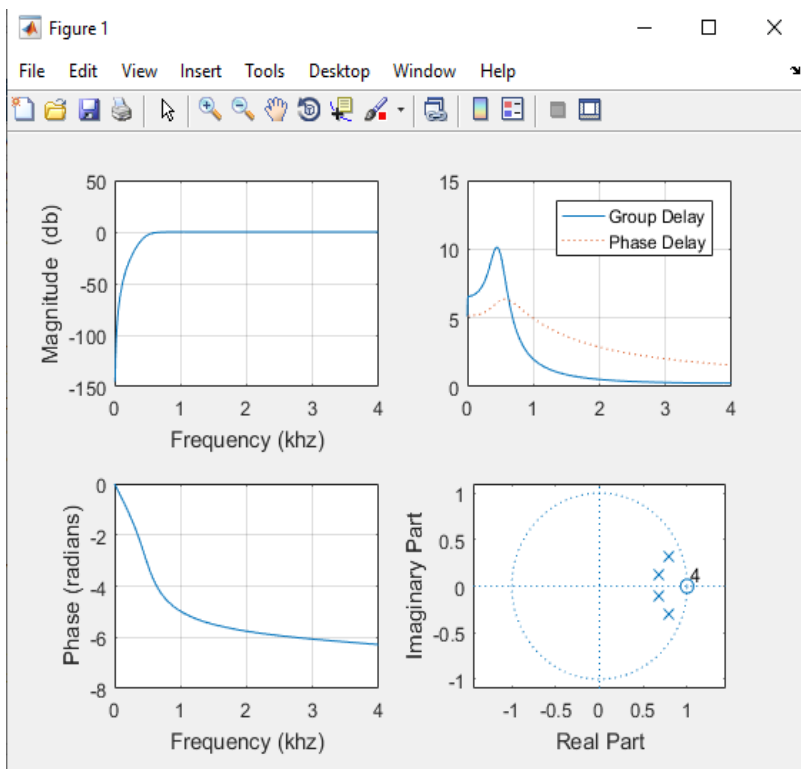 Figure 1
File Edit View Insert Tools Desktop Window Help
50
0
-50
-100
-150
Magnitude (db)
0 1 2 3 4
Frequency (khz)
15
10
5
0
Group Delay
Phase Delay
0 1 2 3 4
0
-2
-4
-6
-8
Phase (radians)
0 1 2 3 4
Frequency (khz)
1
0.5
0
-0.5
-1
Imaginary Part
4
-1 -0.5 0 0.5 1
Real Part